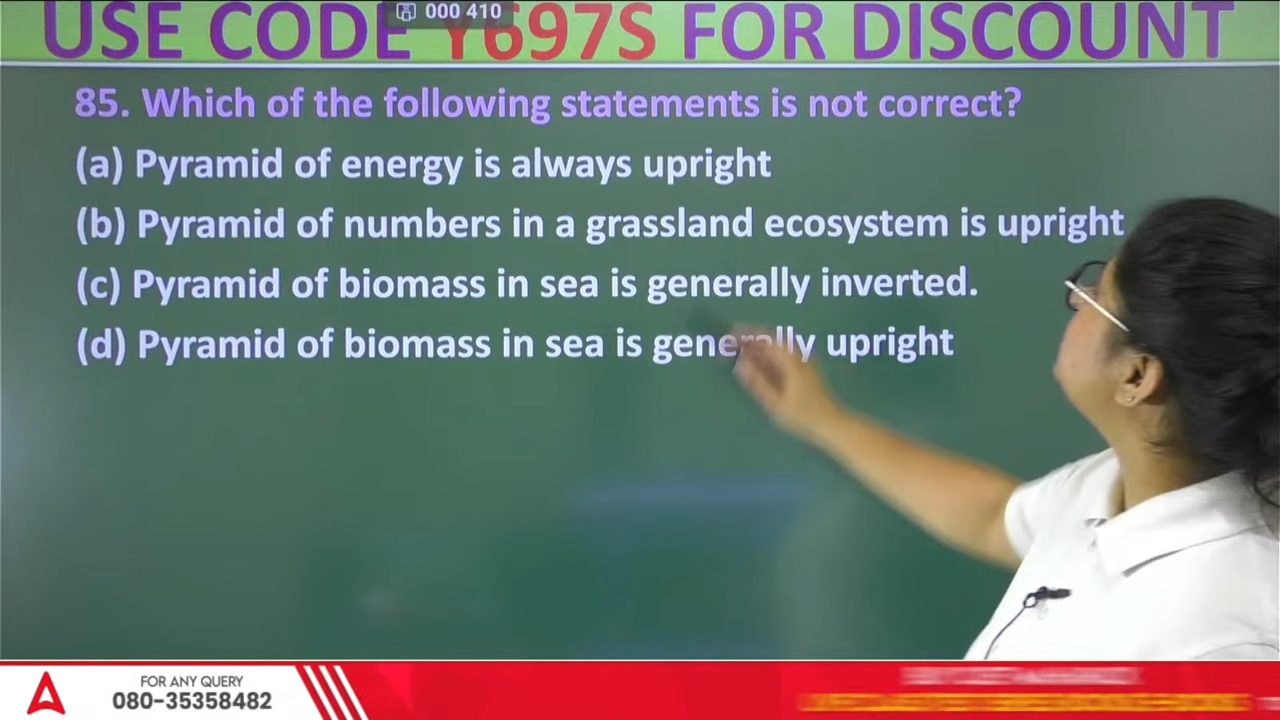 USE CODE Y697S FOR DISCOUNT
000 410
85. Which of the following statements is not correct?
(a) Pyramid of energy is always upright
(b) Pyramid of numbers in a grassland ecosystem is upright
(c) Pyramid of biomass in sea is generally inverted.
(d) Pyramid of biomass in sea is generally upright
FOR ANY QUERY
080-35358482